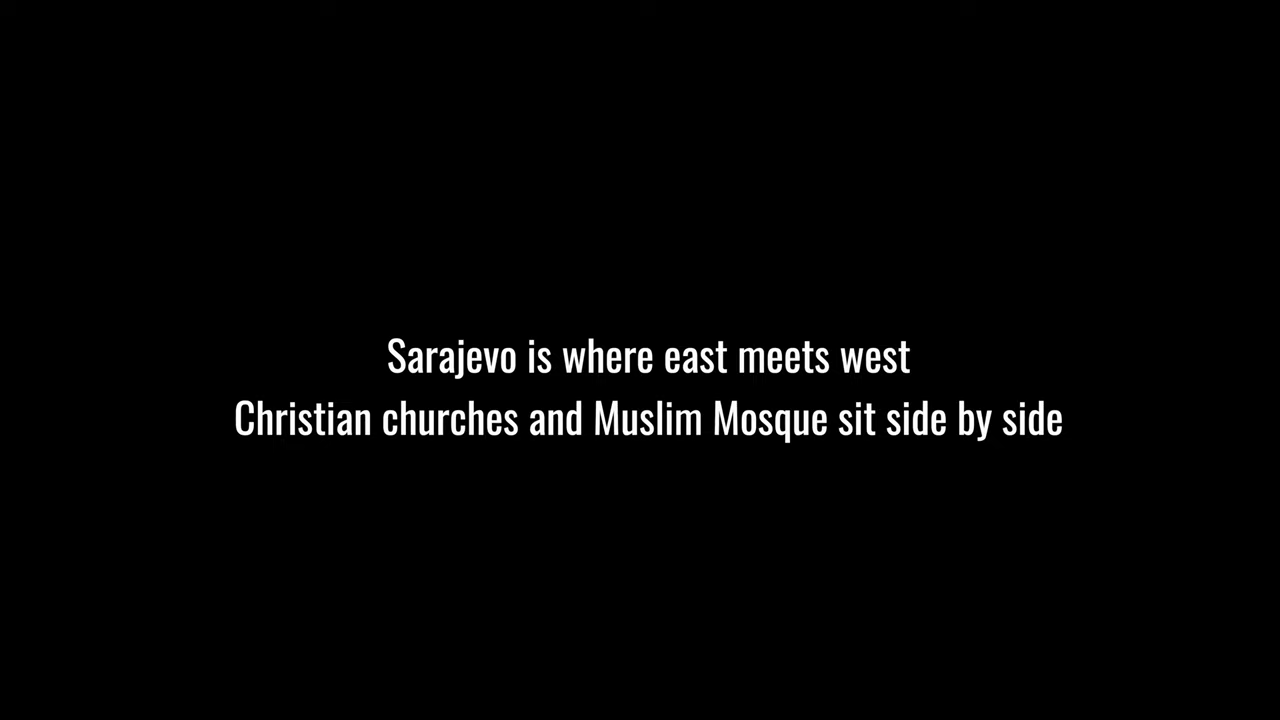 Sarajevo is where east meets west
Christian churches and Muslim Mosque sit side by side